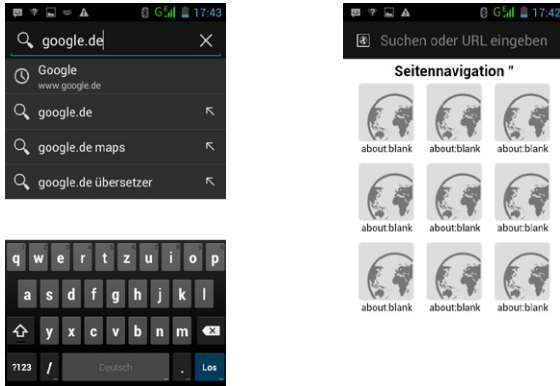 17:43
google.de
Google
www.google.de
google.de
google.de maps
google.de übersetzer
q w e r t z u i o p
a s d f g h j k l
y x c v b n m
?123 / Deutsch . Los
17:42
Suchen oder URL eingeben
Seitennavigation "
about:blank about:blank about:blank
about:blank about:blank about:blank
about:blank about:blank about:blank